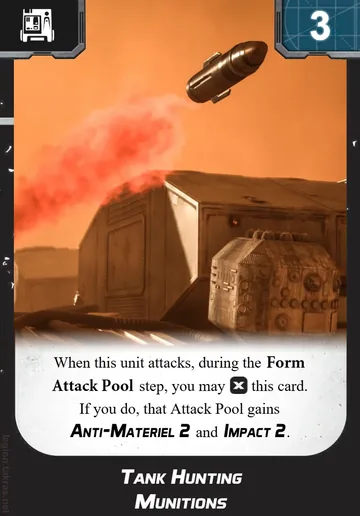 3
When this unit attacks, during the Form
Attack Pool step, you may this card.
If you do, that Attack Pool gains
Anti-Materiel 2 and Impact 2.
Tank Hunting
Munitions